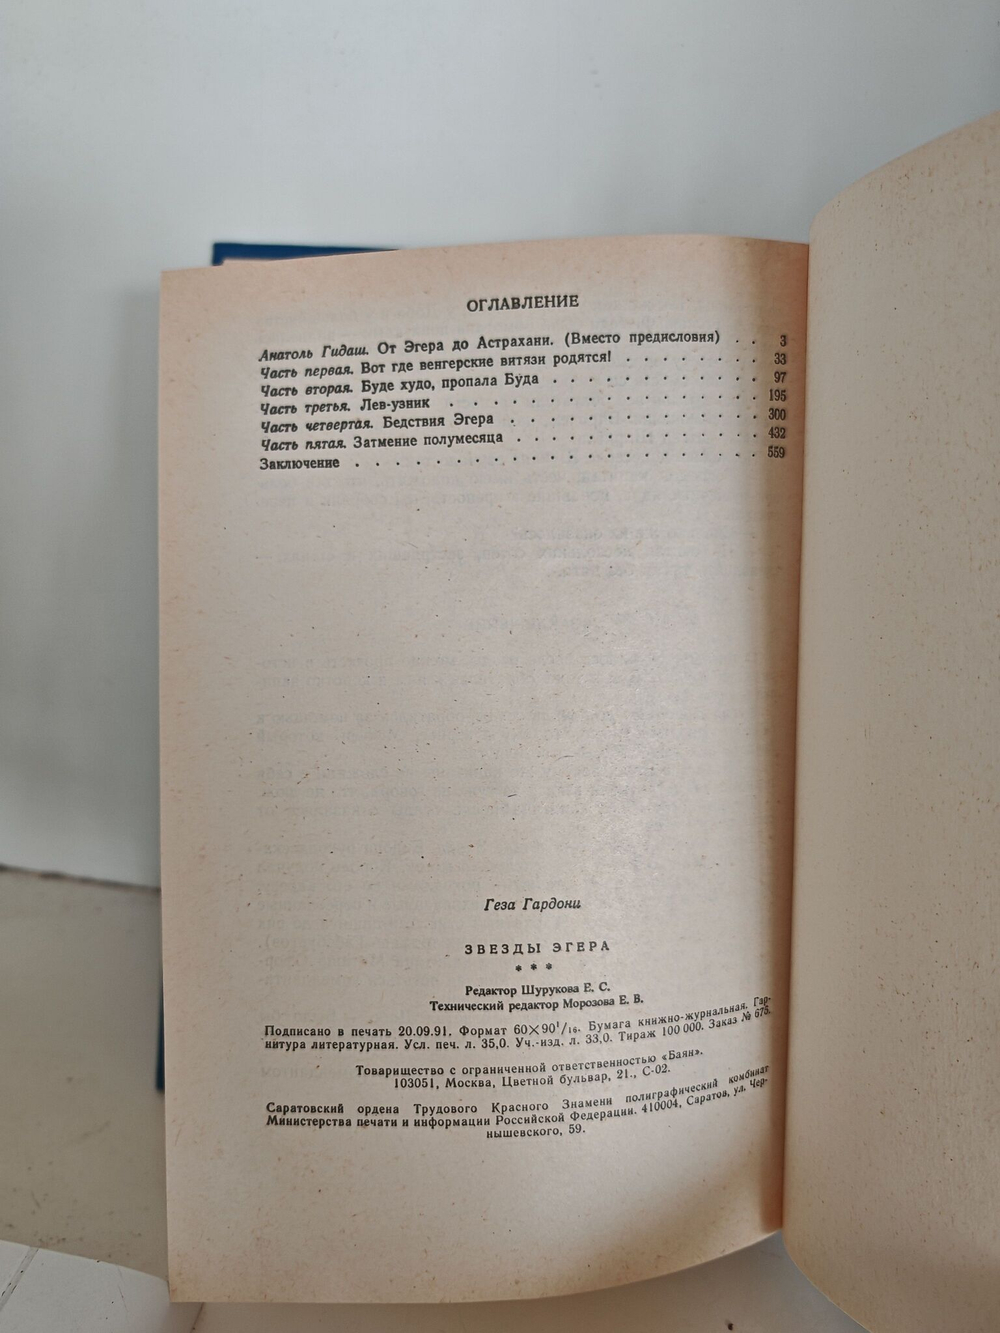 ОГЛАВЛЕНИЕ
Анатоль Гидаш. От Эгера до Астрахани. (Вместо предисловия) . . 3
Часть первая. Вот где венгерские витязи родятся! . . . . . . . 33
Часть вторая. Буде худо, пропала Буда . . . . . . . . . . . 97
Часть третья. Лев-узник . . . . . . . . . . . . . . . . 195
Часть четвертая. Бедствия Эгера . . . . . . . . . . . . . 300
Часть пятая. Затмение полумесяца . . . . . . . . . . . . . 432
Заключение . . . . . . . . . . . . . . . . . . . . 559
Геза Гардони
ЗВЕЗДЫ ЭГЕРА
* * *
Редактор Шурукова Е. С.
Технический редактор Морозова Е. В.
Подписано в печать 20.09.91. Формат 60×90¹/₁₆. Бумага книжно-журнальная. Гар-
нитура литературная. Усл. печ. л. 35,0. Уч.-изд. л. 33,0. Тираж 100 000. Заказ № 675.
Товарищество с ограниченной ответственностью «Баян».
103051, Москва, Цветной бульвар, 21., С-02.
Саратовский ордена Трудового Красного Знамени полиграфический комбинат
Министерства печати и информации Российской Федерации. 410004, Саратов, ул. Чер-
нышевского, 59.